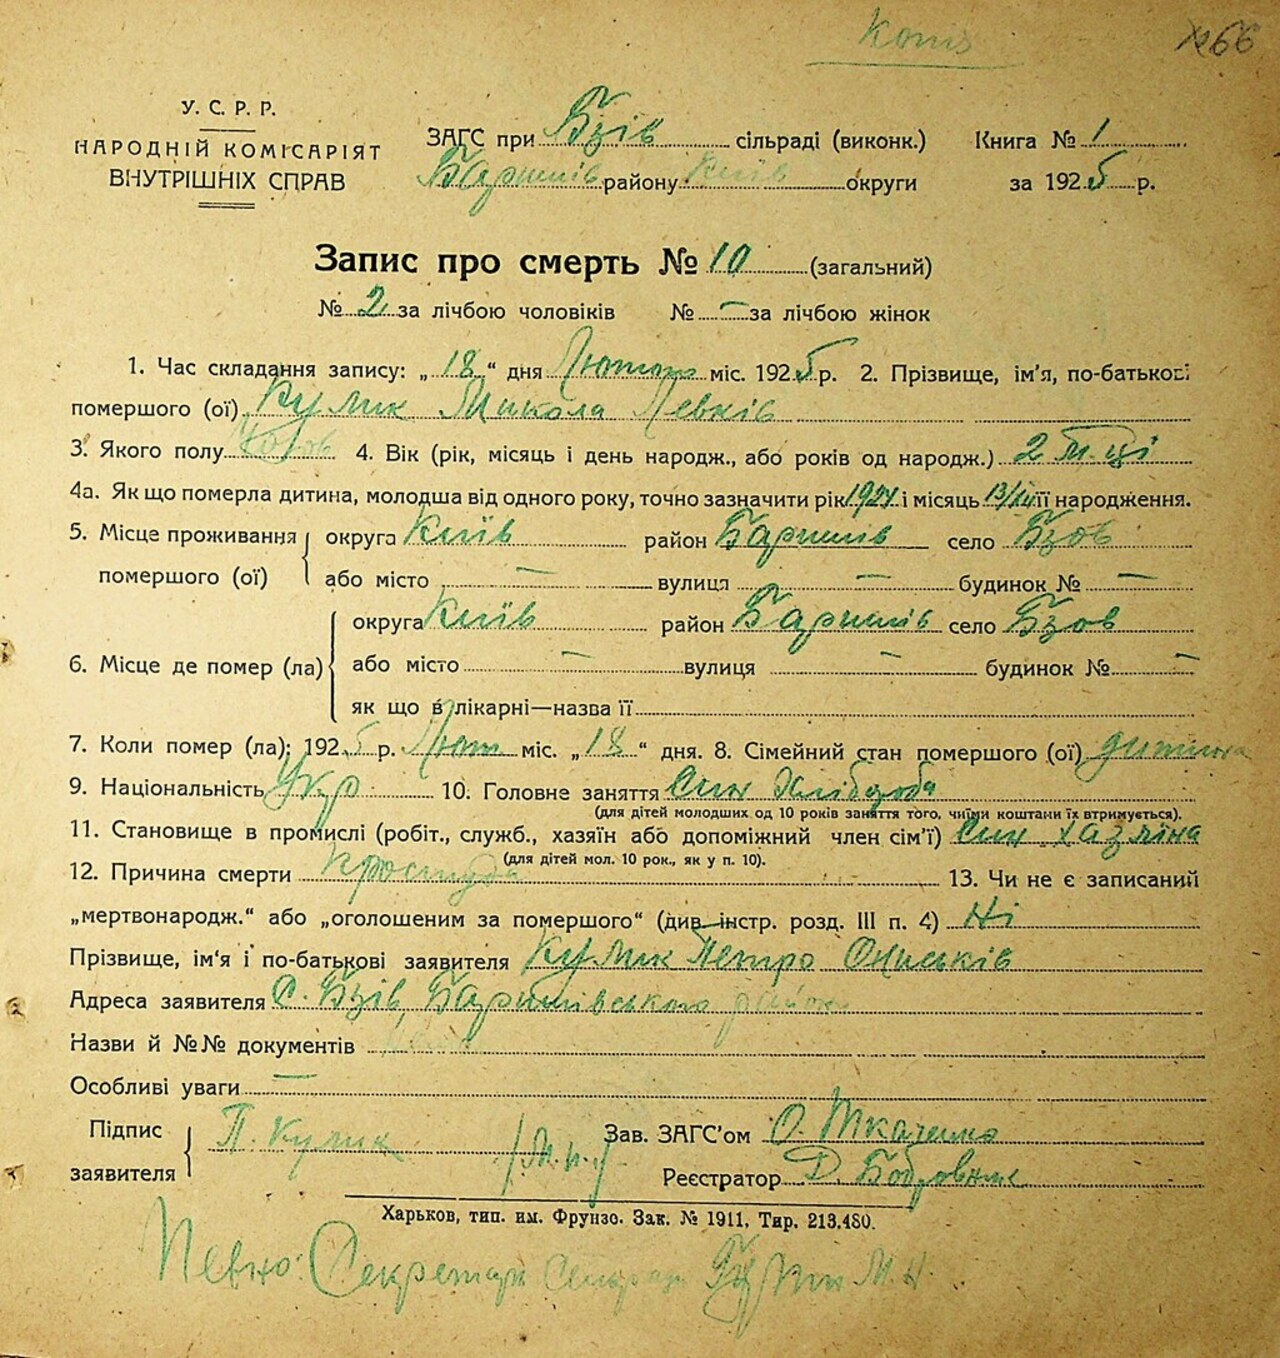 Копія
№ 66
У. С. Р. Р.
НАРОДНІЙ КОМІСАРІЯТ
ВНУТРІШНІХ СПРАВ
ЗАГС при Бзів сільраді (виконк.) Книга № 1
Баришів району Київ округи за 1925 р.
Запис про смерть № 10 (загальний)
№ 2 за лічбою чоловіків № — за лічбою жінок
1. Час складання запису: „18“ дня Лютого міс. 1925 р. 2. Прізвище, ім'я, по-батькові
помершого (ої) Кулик Микола Левків
3. Якого полу 4. Вік (рік, місяць і день народж., або років од народж.) 2 м-ці
4а. Як що померла дитина, молодша від одного року, точно зазначити рік 1924 і місяць її народження.
5. Місце проживання помершого (ої) округа Київ район Баришів село Бзов
або місто — вулиця — будинок № —
6. Місце де помер (ла) округа Київ район Баришів село Бзов
або місто — вулиця — будинок № —
як що в лікарні—назва її
7. Коли помер (ла): 1925 р. Лют міс. „18“ дня. 8. Сімейний стан помершого (ої) дитина
9. Національність Укр 10. Головне заняття Син Хлібороба
(для дітей молодших од 10 років заняття того, чиїми коштами їх втримується).
11. Становище в промислі (робіт., служб., хазяїн або допоміжний член сім'ї) Син Хазяїна
(для дітей мол. 10 рок., як у п. 10).
12. Причина смерти Простуда 13. Чи не є записаний
„мертвонародж.“ або „оголошеним за помершого“ (див. інстр. розд. III п. 4) Ні
Прізвище, ім'я і по-батькові заявителя Кулик Петро Ониськів
Адреса заявителя С. Бзів, Баришівського району
Назви й №№ документів
Особливі уваги —
Підпис заявителя П. Кулик /М.п./ Зав. ЗАГС'ом О. Ткаченко
Реєстратор Д. Бобровник
Харьков, тип. им. Фрунзо. Зак. № 1911, Тир. 213.480.
Певно: Секретар